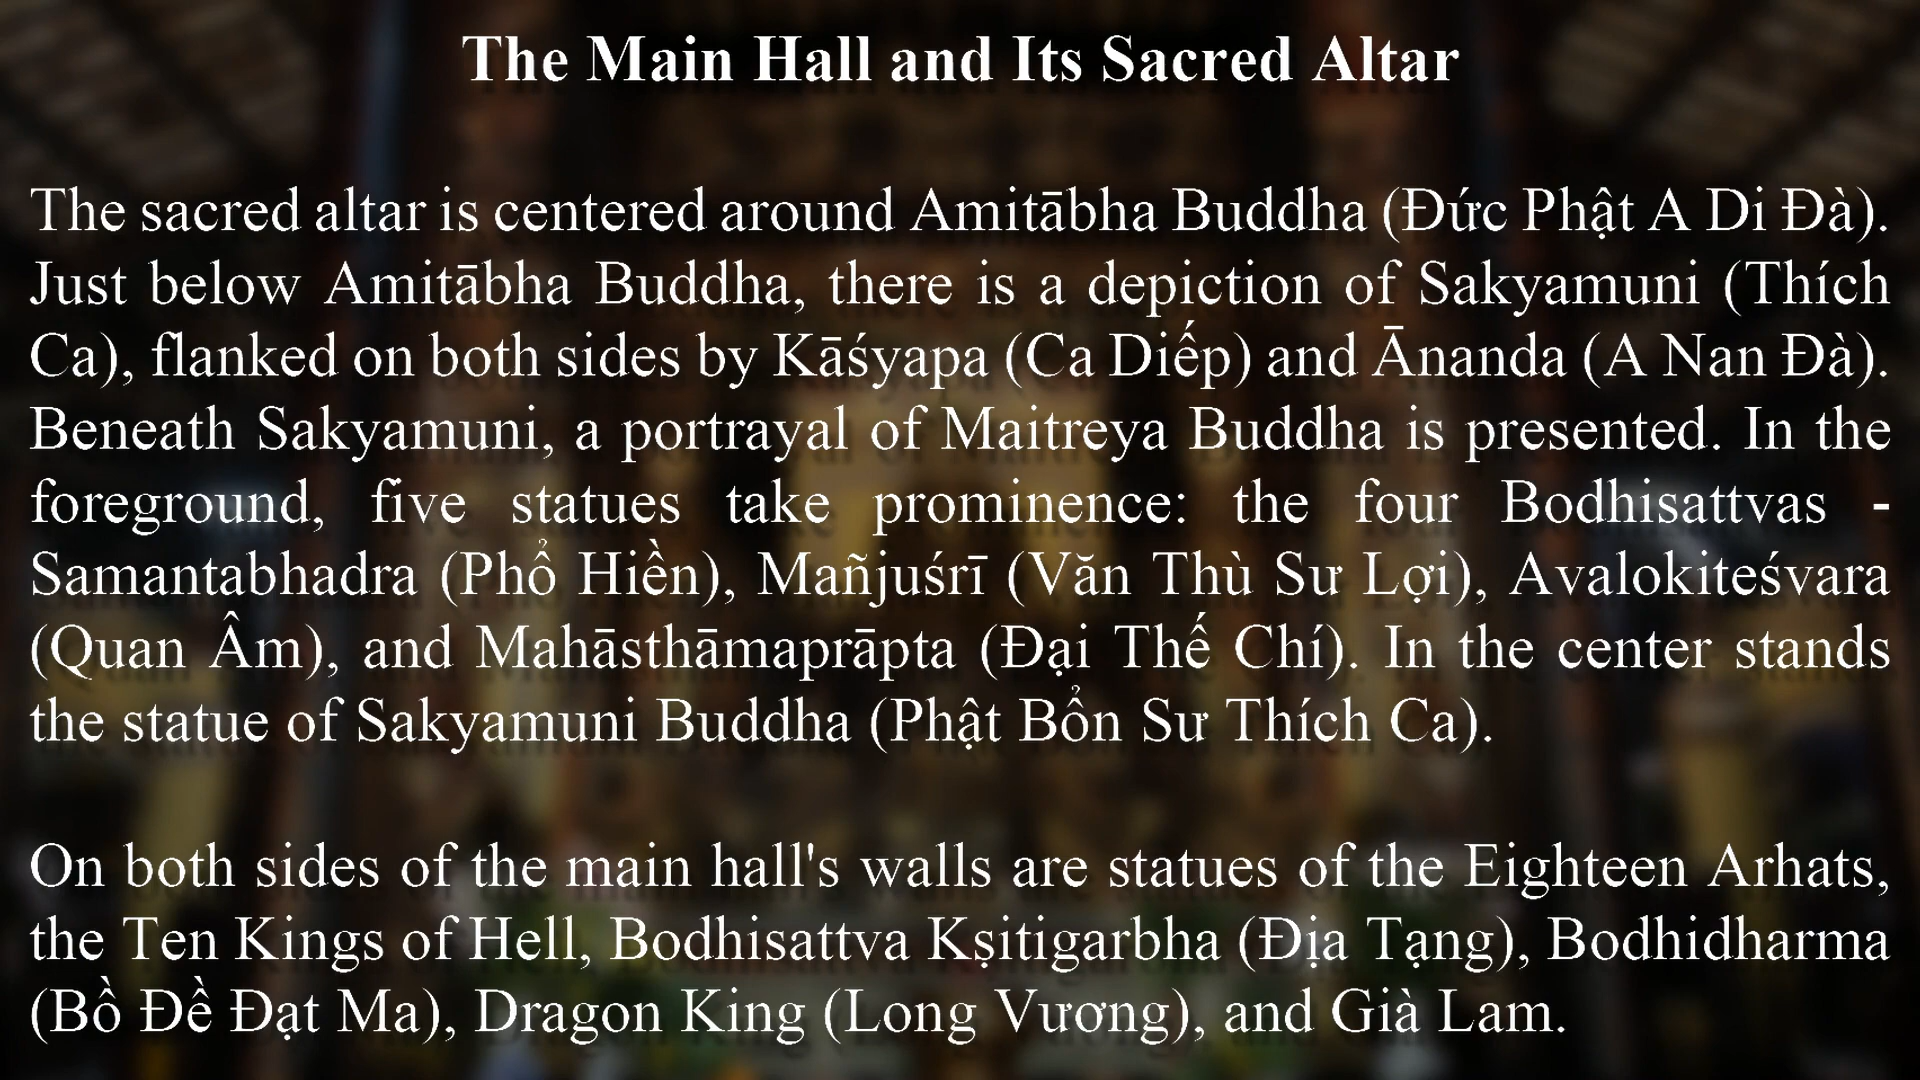 The Main Hall and Its Sacred Altar
The sacred altar is centered around Amitābha Buddha (Đức Phật A Di Đà).
Just below Amitābha Buddha, there is a depiction of Sakyamuni (Thích
Ca), flanked on both sides by Kāśyapa (Ca Diếp) and Ānanda (A Nan Đà).
Beneath Sakyamuni, a portrayal of Maitreya Buddha is presented. In the
foreground, five statues take prominence: the four Bodhisattvas -
Samantabhadra (Phổ Hiền), Mañjuśrī (Văn Thù Sư Lợi), Avalokiteśvara
(Quan Âm), and Mahāsthāmaprāpta (Đại Thế Chí). In the center stands
the statue of Sakyamuni Buddha (Phật Bổn Sư Thích Ca).
On both sides of the main hall's walls are statues of the Eighteen Arhats,
the Ten Kings of Hell, Bodhisattva Kṣitigarbha (Địa Tạng), Bodhidharma
(Bồ Đề Đạt Ma), Dragon King (Long Vương), and Già Lam.